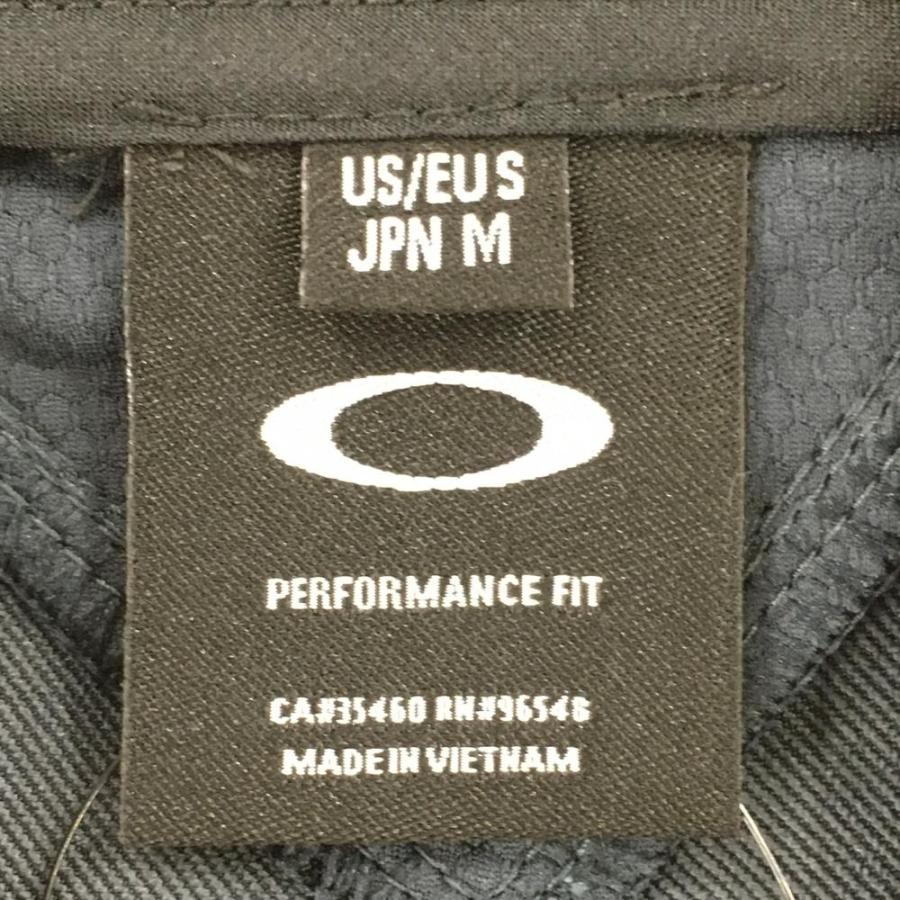 US/EU S
JPN M
PERFORMANCE FIT
CA#35460 RN#96548
MADE IN VIETNAM